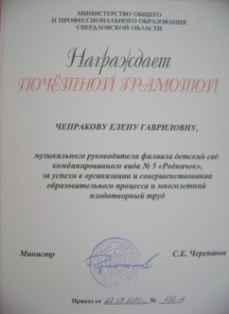 МИНИСТЕРСТВО ОБЩЕГО
И ПРОФЕССИОНАЛЬНОГО ОБРАЗОВАНИЯ
СВЕРДЛОВСКОЙ ОБЛАСТИ
Награждает
ПОЧЁТНОЙ ГРАМОТОЙ
ЧЕПРАКОВУ ЕЛЕНУ ГАВРИЛОВНУ,
музыкального руководителя филиала детский сад
комбинированного вида № 5 «Родничок»,
за успехи в организации и совершенствовании
образовательного процесса и многолетний
плодотворный труд
Министр С.Е. Черепанов
Приказ от №